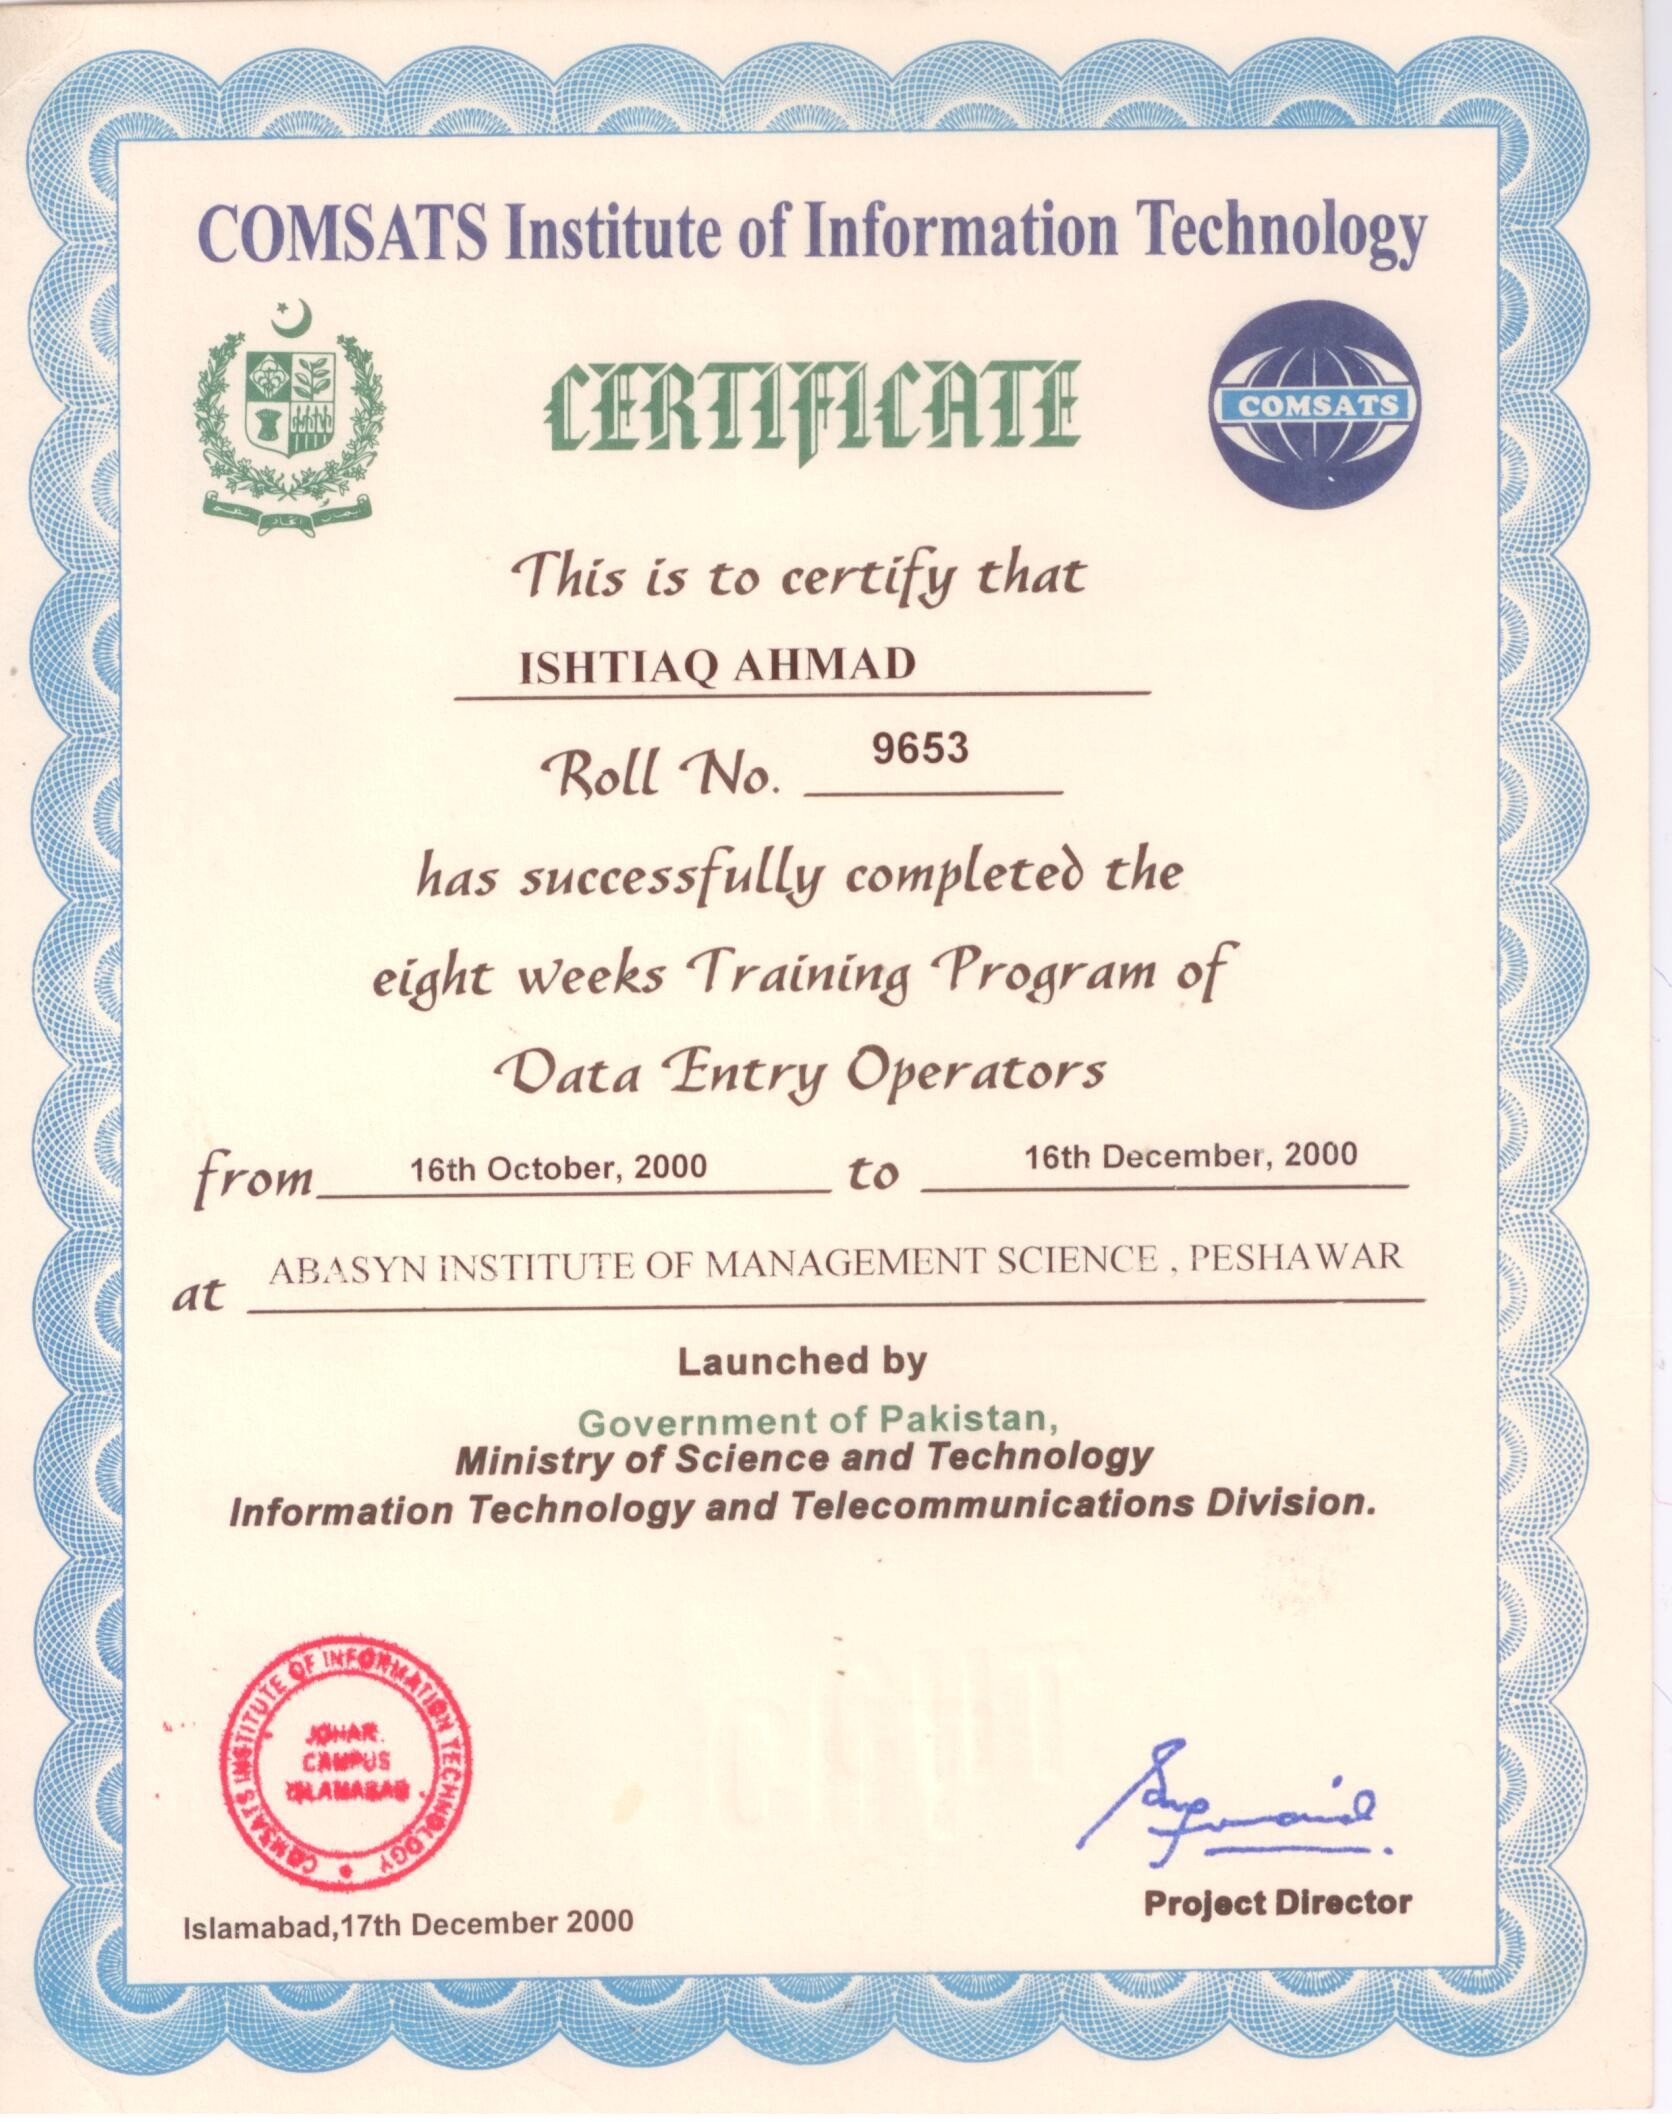 COMSATS Institute of Information Technology
CERTIFICATE
COMSATS
This is to certify that
ISHTIAQ AHMAD
Roll No. 9653
has successfully completed the
eight weeks Training Program of
Data Entry Operators
from 16th October, 2000 to 16th December, 2000
at ABASYN INSTITUTE OF MANAGEMENT SCIENCE , PESHAWAR
Launched by
Government of Pakistan,
Ministry of Science and Technology
Information Technology and Telecommunications Division.
COMSATS INSTITUTE OF INFORMATION TECHNOLOGY
JOHAR
CAMPUS
ISLAMABAD
Project Director
Islamabad,17th December 2000